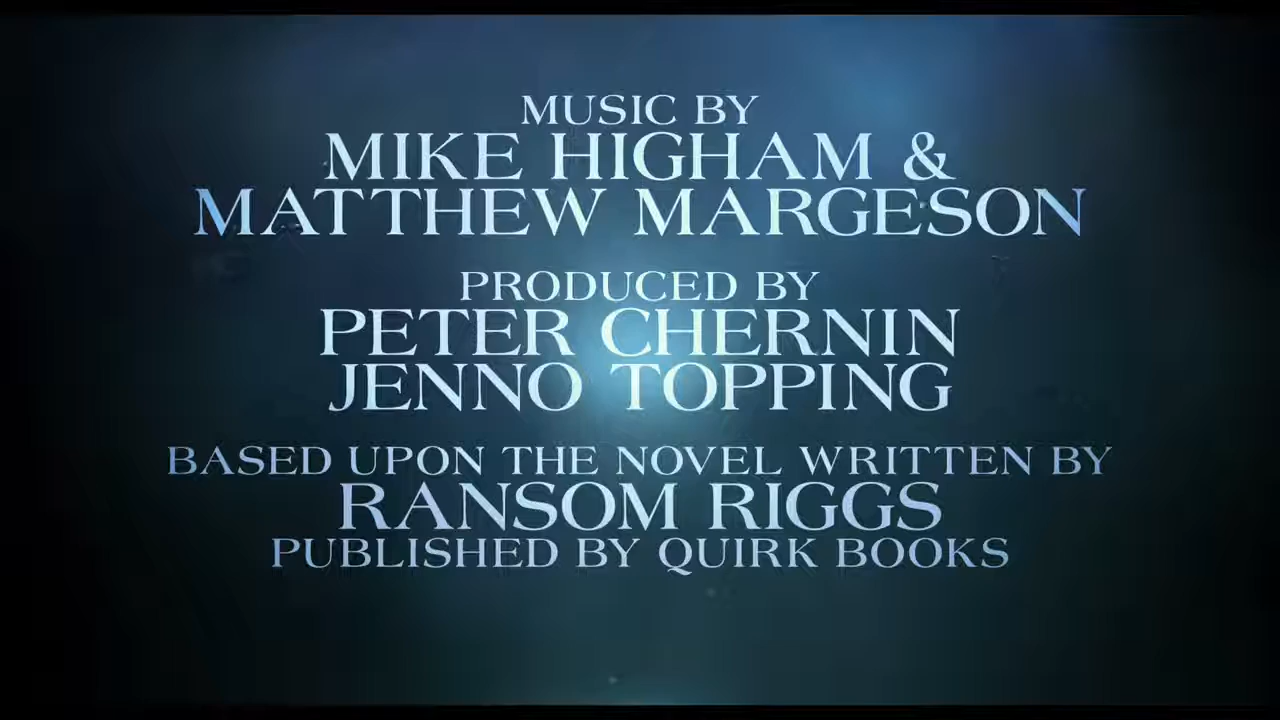 MUSIC BY
MIKE HIGHAM &
MATTHEW MARGESON
PRODUCED BY
PETER CHERNIN
JENNO TOPPING
BASED UPON THE NOVEL WRITTEN BY
RANSOM RIGGS
PUBLISHED BY QUIRK BOOKS